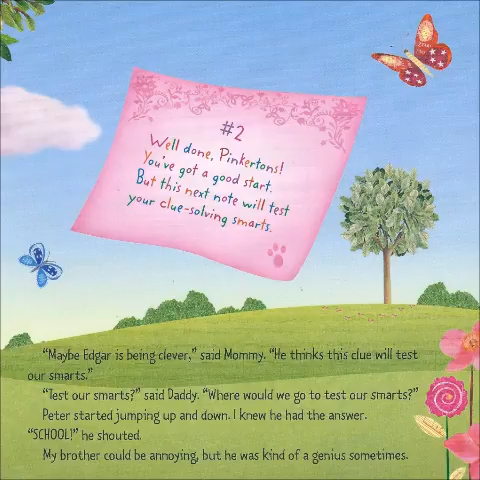 #2
Well done, Pinkertons!
You've got a good start.
But this next note will test
your clue-solving smarts.
"Maybe Edgar is being clever," said Mommy. "He thinks this clue will test
our smarts."
"Test our smarts?" said Daddy. "Where would we go to test our smarts?"
Peter started jumping up and down. I knew he had the answer.
"SCHOOL!" he shouted.
My brother could be annoying, but he was kind of a genius sometimes.